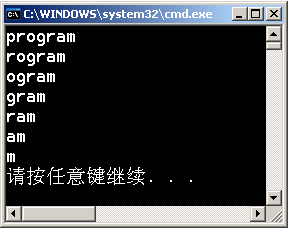 C:\WINDOWS\system32\cmd.exe
program
rogram
ogram
gram
ram
am
m
请按任意键继续. . .